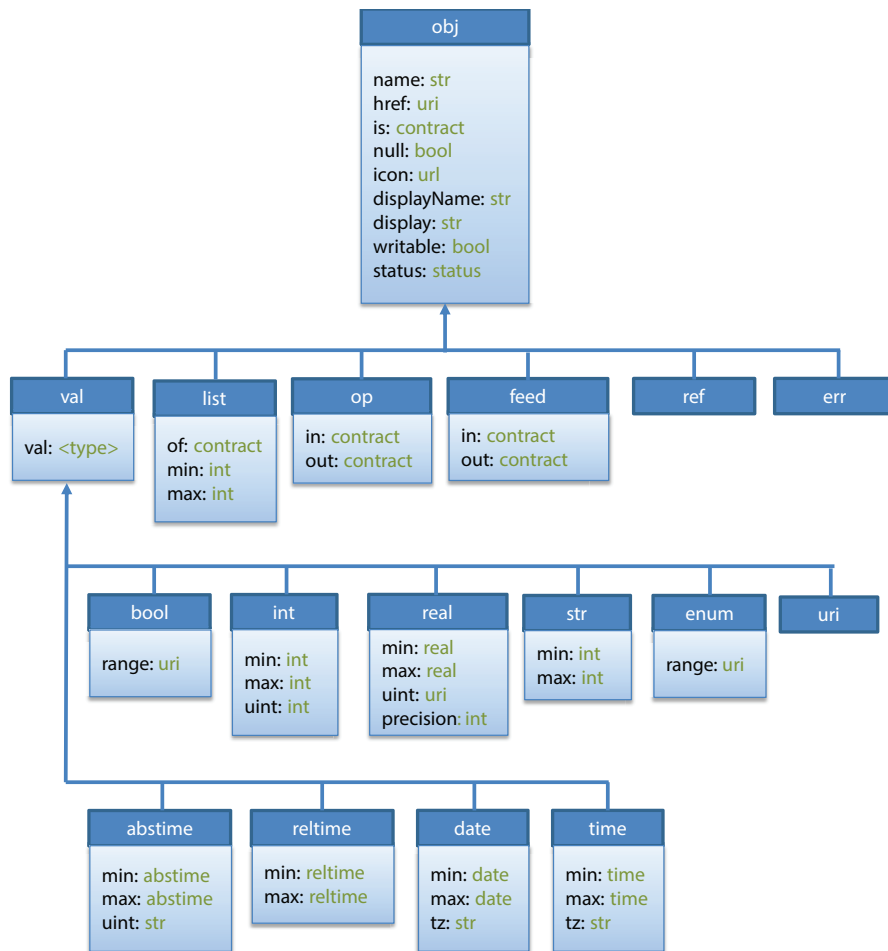 obj
name: str
href: uri
is: contract
null: bool
icon: url
displayName: str
display: str
writable: bool
status: status
val
val: <type>
list
of: contract
min: int
max: int
op
in: contract
out: contract
feed
in: contract
out: contract
ref
err
bool
range: uri
int
min: int
max: int
uint: int
real
min: real
max: real
uint: uri
precision: int
str
min: int
max: int
enum
range: uri
uri
abstime
min: abstime
max: abstime
uint: str
reltime
min: reltime
max: reltime
date
min: date
max: date
tz: str
time
min: time
max: time
tz: str